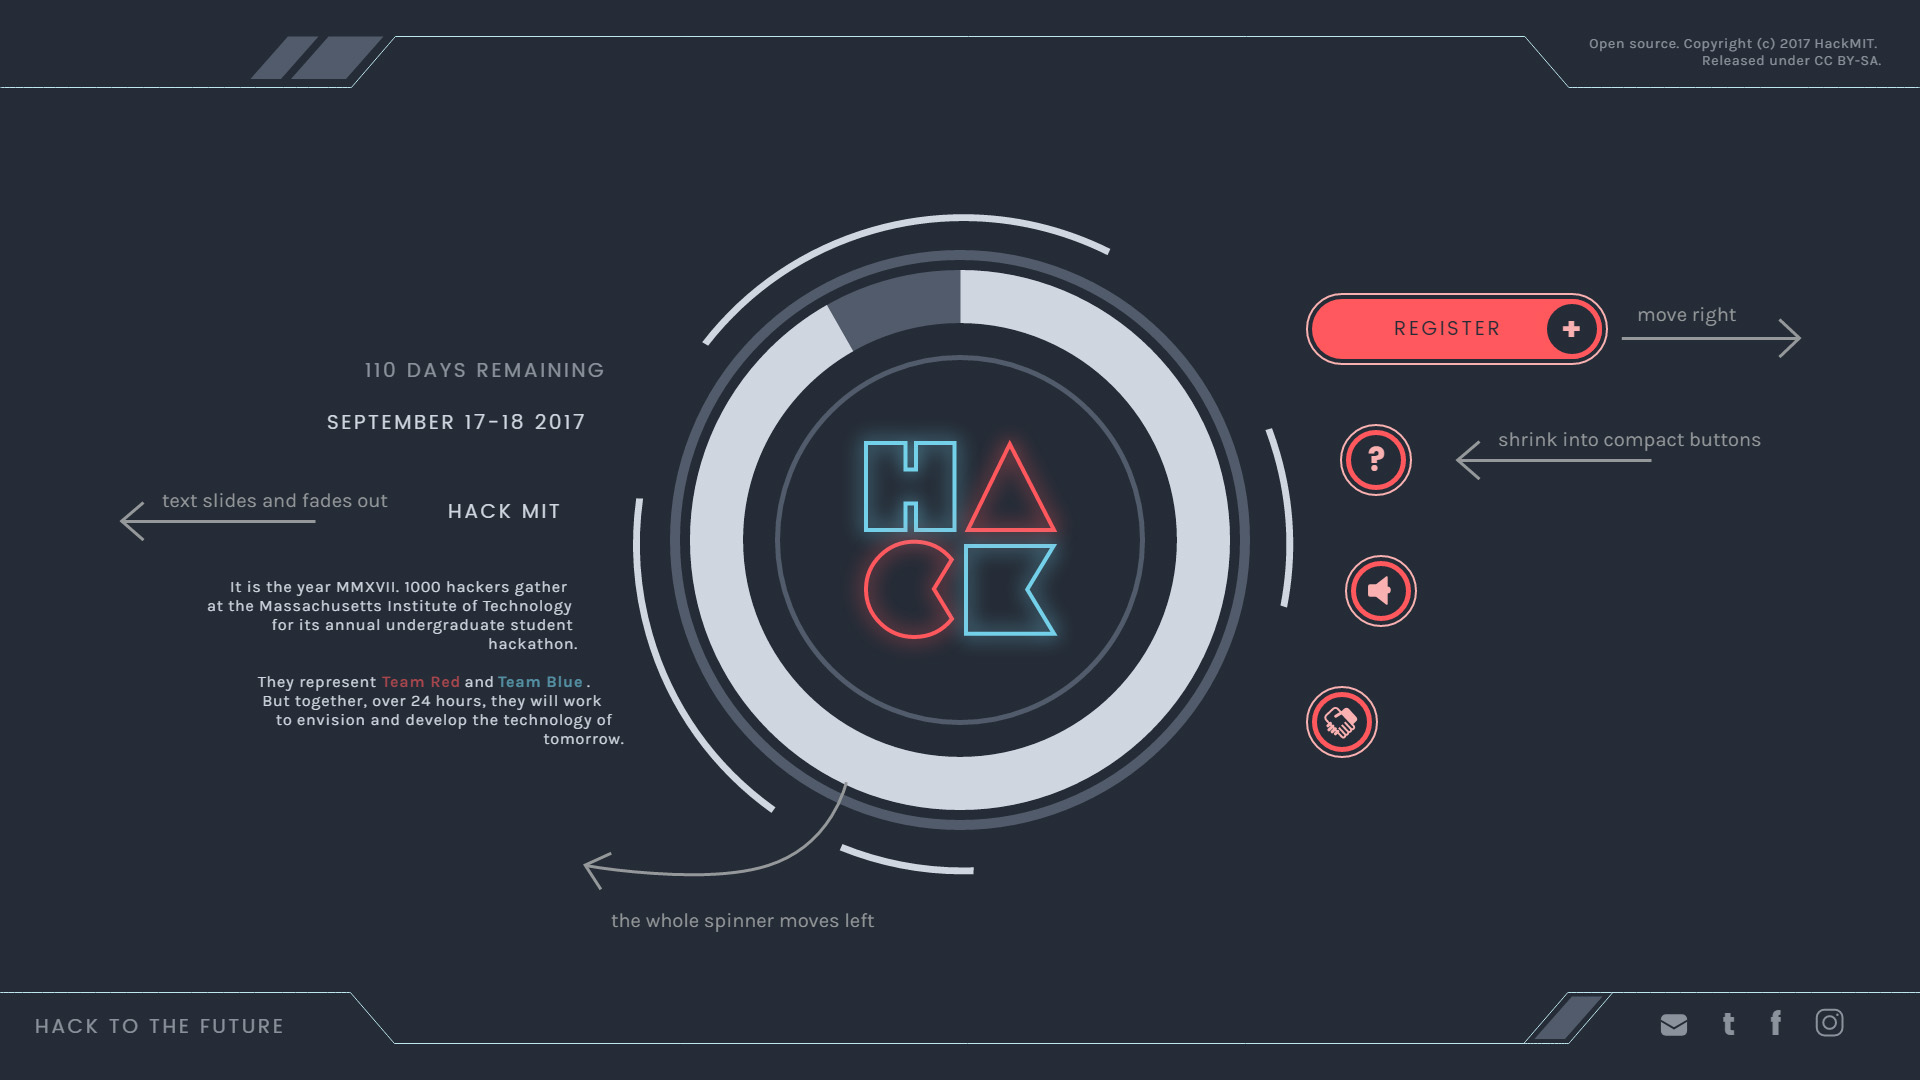 Open source. Copyright (c) 2017 HackMIT.
Released under CC BY-SA.
110 DAYS REMAINING
SEPTEMBER 17-18 2017
text slides and fades out
HACK MIT
It is the year MMXVII. 1000 hackers gather
at the Massachusetts Institute of Technology
for its annual undergraduate student
hackathon.
They represent Team Red and Team Blue .
But together, over 24 hours, they will work
to envision and develop the technology of
tomorrow.
HA
CK
REGISTER +
move right
?
shrink into compact buttons
the whole spinner moves left
HACK TO THE FUTURE
t f